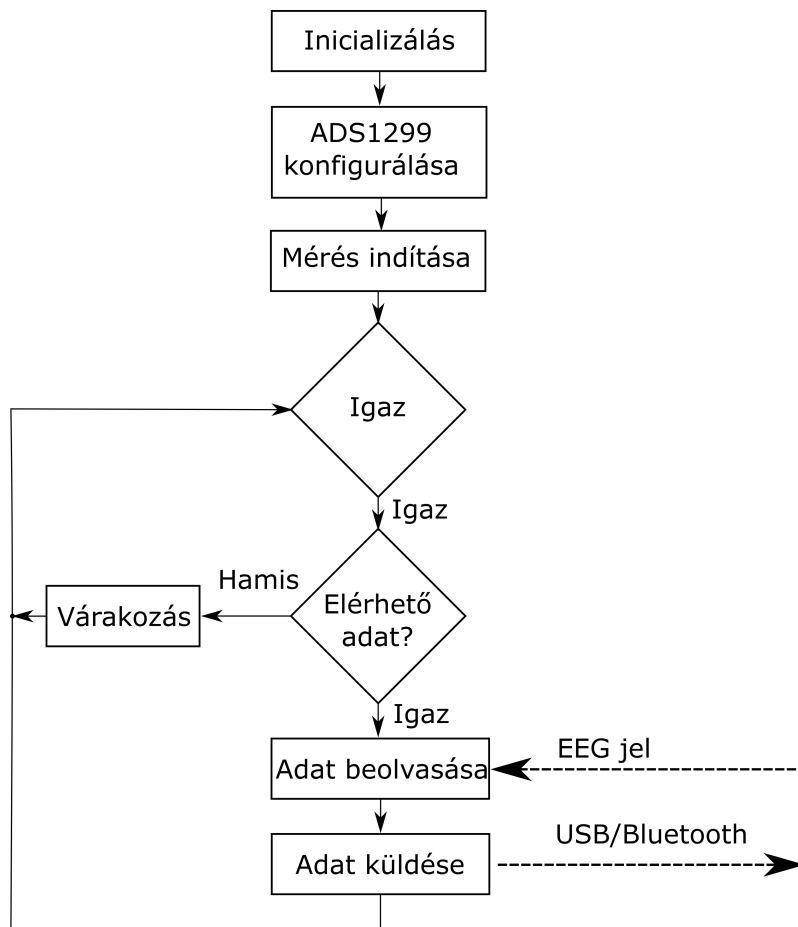 Inicializálás
ADS1299
konfigurálása
Mérés indítása
Igaz
Igaz
Hamis
Elérhető
adat?
Várakozás
Igaz
Adat beolvasása
EEG jel
Adat küldése
USB/Bluetooth